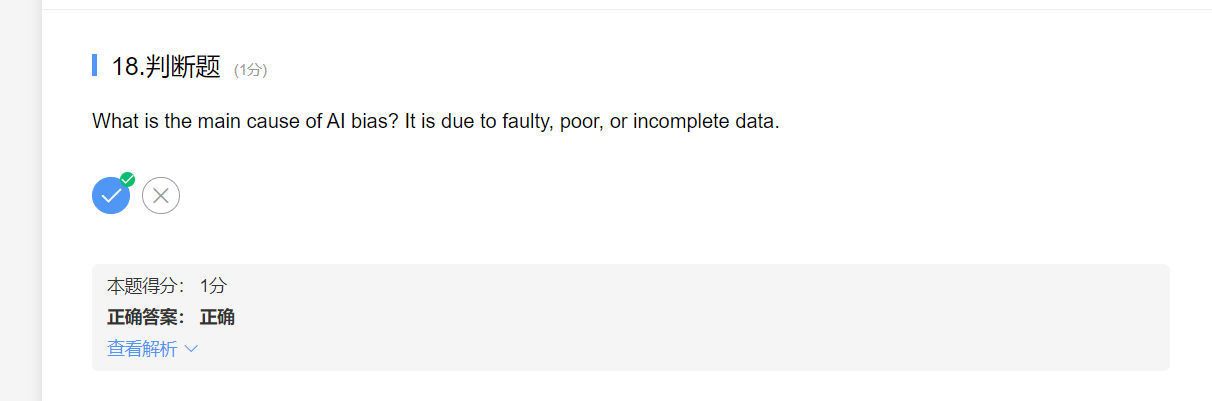 18.判断题 (1分)
What is the main cause of AI bias? It is due to faulty, poor, or incomplete data.
本题得分： 1分
正确答案： 正确
查看解析